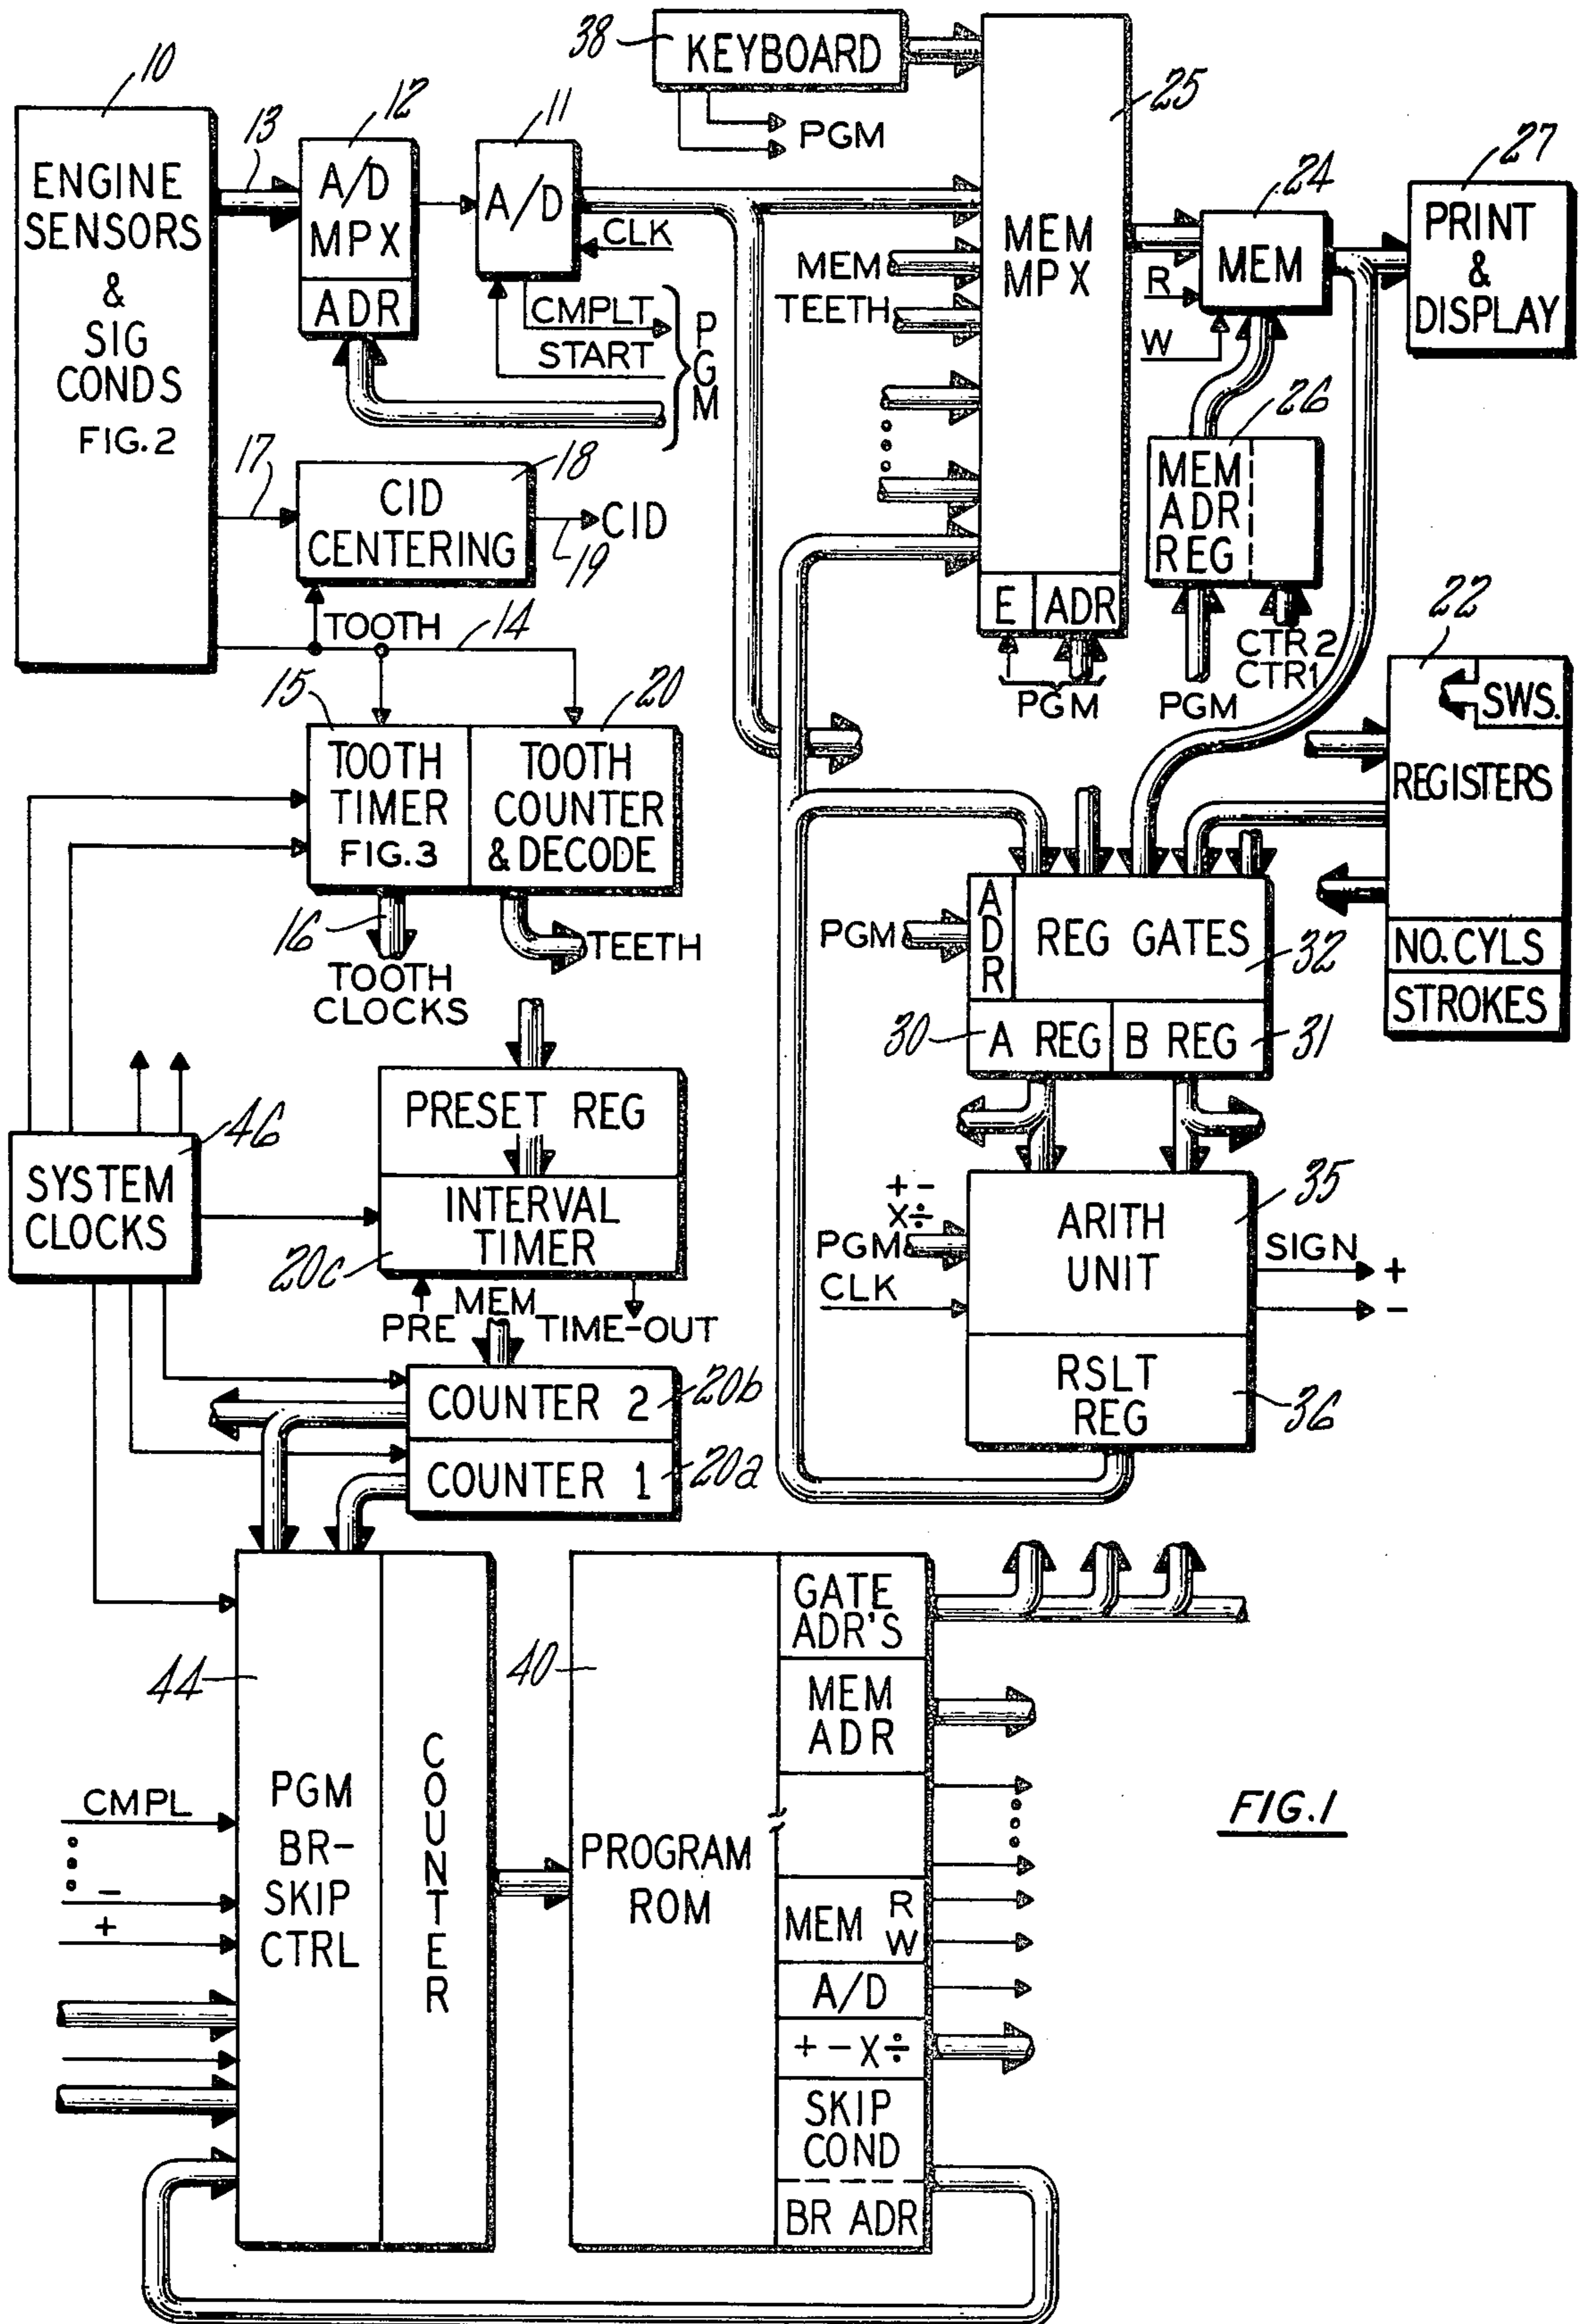 10
ENGINE
SENSORS
&
SIG
CONDS
FIG.2
13
12
A/D
MPX
ADR
11
A/D
CLK
CMPLT
START
PGM
38
KEYBOARD
PGM
25
MEM
MPX
MEM
TEETH
E
ADR
PGM
24
MEM
R
W
27
PRINT
&
DISPLAY
26
MEM
ADR
REG
PGM
CTR2
CTR1
17
18
CID
CENTERING
19
CID
TOOTH
14
15
TOOTH
TIMER
FIG.3
20
TOOTH
COUNTER
& DECODE
16
TOOTH
CLOCKS
TEETH
22
SWS.
REGISTERS
NO. CYLS
STROKES
PGM
ADR
REG GATES
32
30
A REG
B REG
31
46
SYSTEM
CLOCKS
PRESET REG
INTERVAL
TIMER
20c
PRE
MEM
TIME-OUT
COUNTER 2
20b
COUNTER 1
20a
+ -
X÷
PGM
CLK
ARITH
UNIT
35
SIGN
+
-
RSLT
REG
36
44
CMPL
-
+
PGM
BR-
SKIP
CTRL
COUNTER
40
PROGRAM
ROM
GATE
ADR'S
MEM
ADR
MEM R
W
A/D
+ - X ÷
SKIP
COND
BR ADR
FIG.1